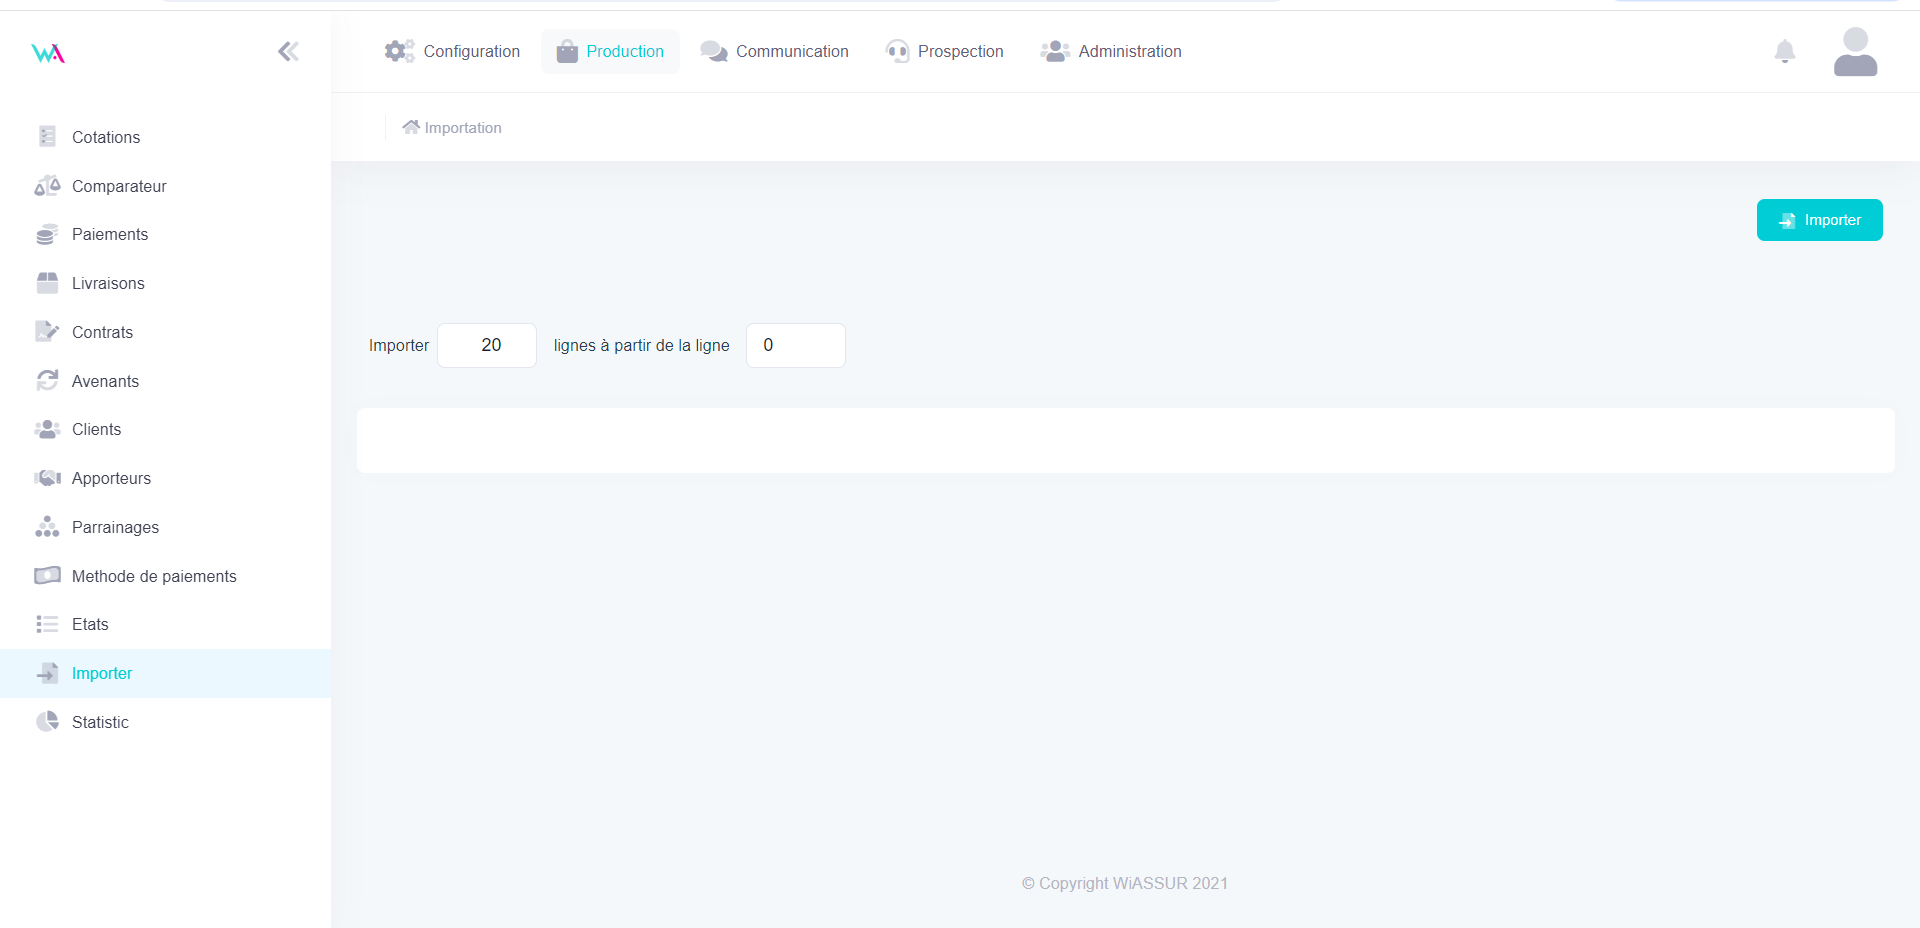 WA
Configuration
Production
Communication
Prospection
Administration
Importation
Cotations
Comparateur
Paiements
Livraisons
Contrats
Avenants
Clients
Apporteurs
Parrainages
Methode de paiements
Etats
Importer
Statistic
Importer
Importer 20 lignes à partir de la ligne 0
© Copyright WiASSUR 2021